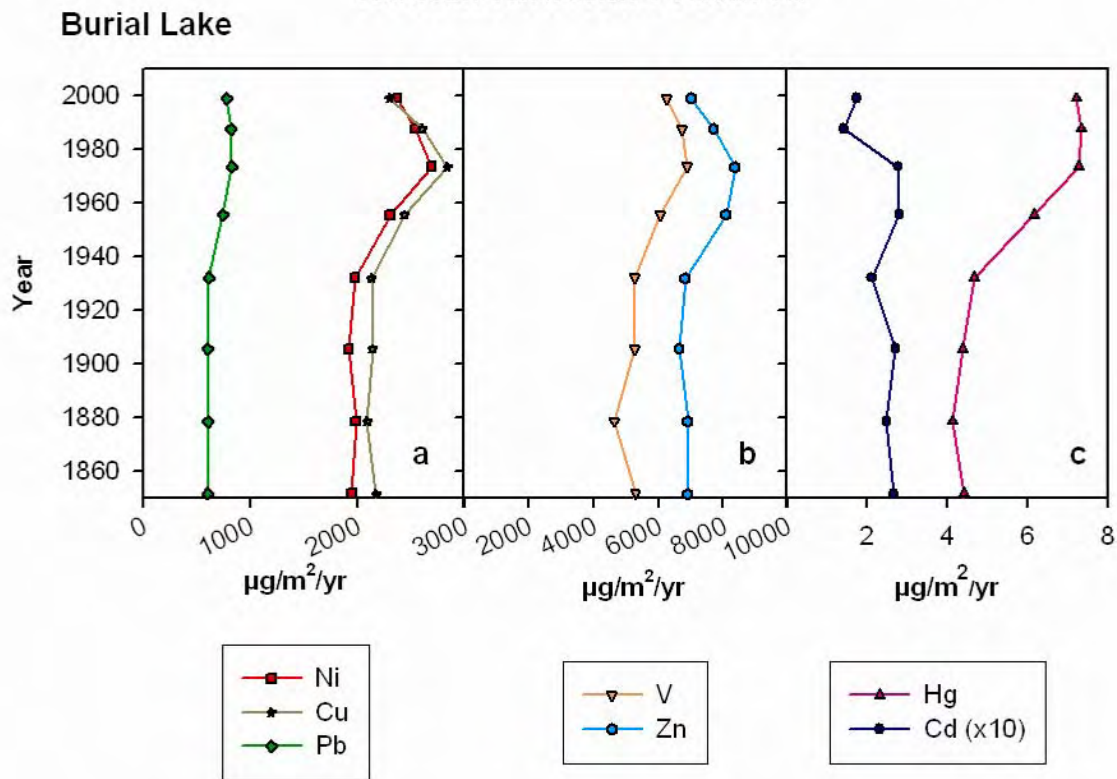 Burial Lake
2000
1980
1960
1940
1920
1900
1880
1860
Year
a
b
c
0
1000
2000
3000
2000
4000
6000
8000
10000
2
4
6
8
µg/m²/yr
µg/m²/yr
µg/m²/yr
Ni
Cu
Pb
V
Zn
Hg
Cd (x10)